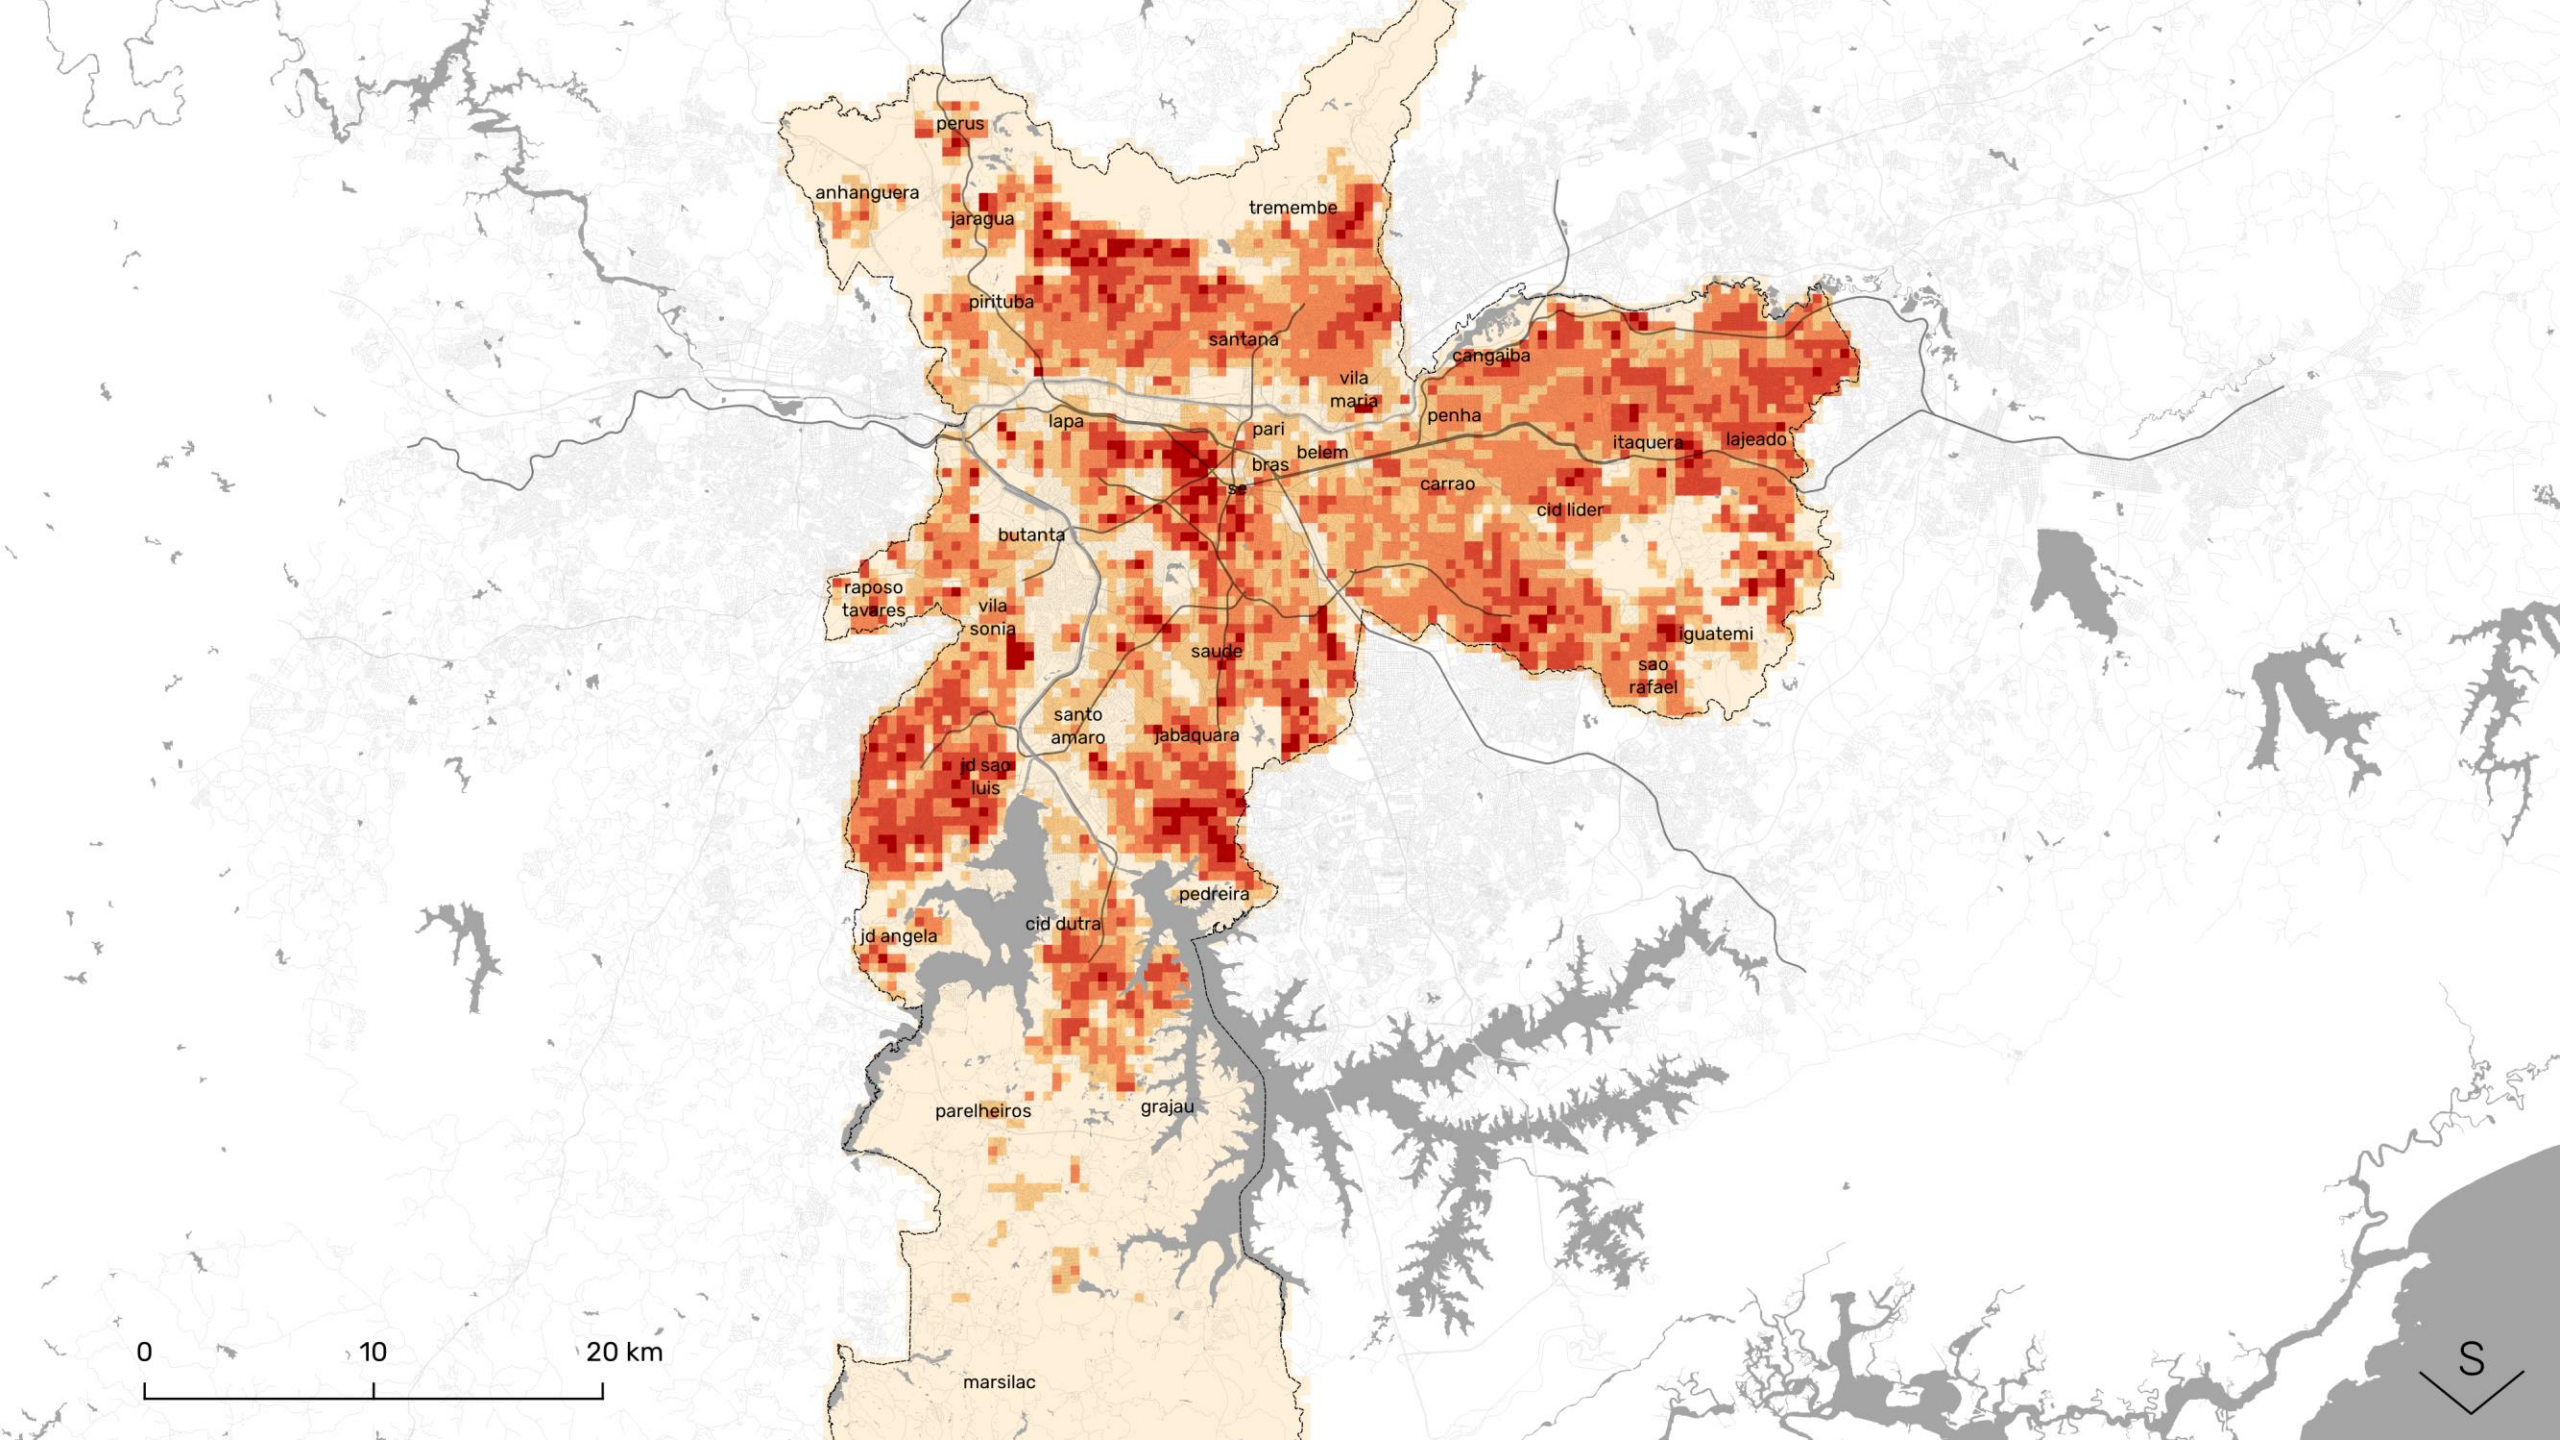 perus
anhanguera
jaragua
tremembe
pirituba
santana
cangaiba
vila
maria
lapa
pari
penha
belem
bras
itaquera
lajeado
se
carrao
cid lider
butanta
raposo
tavares
vila
sonia
saude
iguatemi
sao
rafael
santo
amaro
jabaquara
jd sao
luis
pedreira
cid dutra
jd angela
parelheiros
grajau
marsilac
0 10 20 km
S